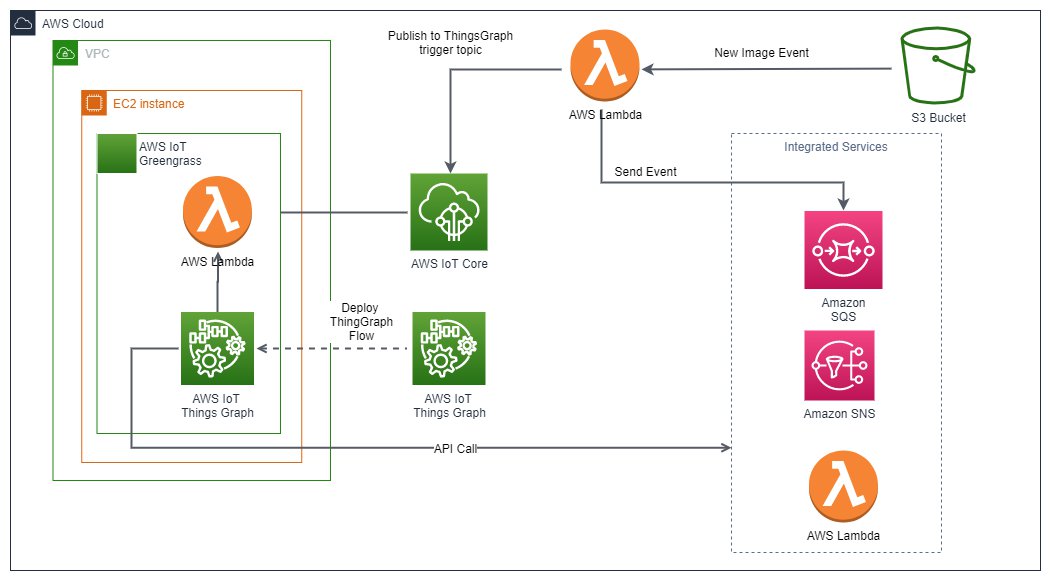 AWS Cloud
VPC
EC2 instance
AWS IoT
Greengrass
AWS Lambda
AWS IoT
Things Graph
Publish to ThingsGraph
trigger topic
AWS Lambda
New Image Event
S3 Bucket
Send Event
AWS IoT Core
Deploy
ThingGraph
Flow
AWS IoT
Things Graph
API Call
Integrated Services
Amazon
SQS
Amazon SNS
AWS Lambda